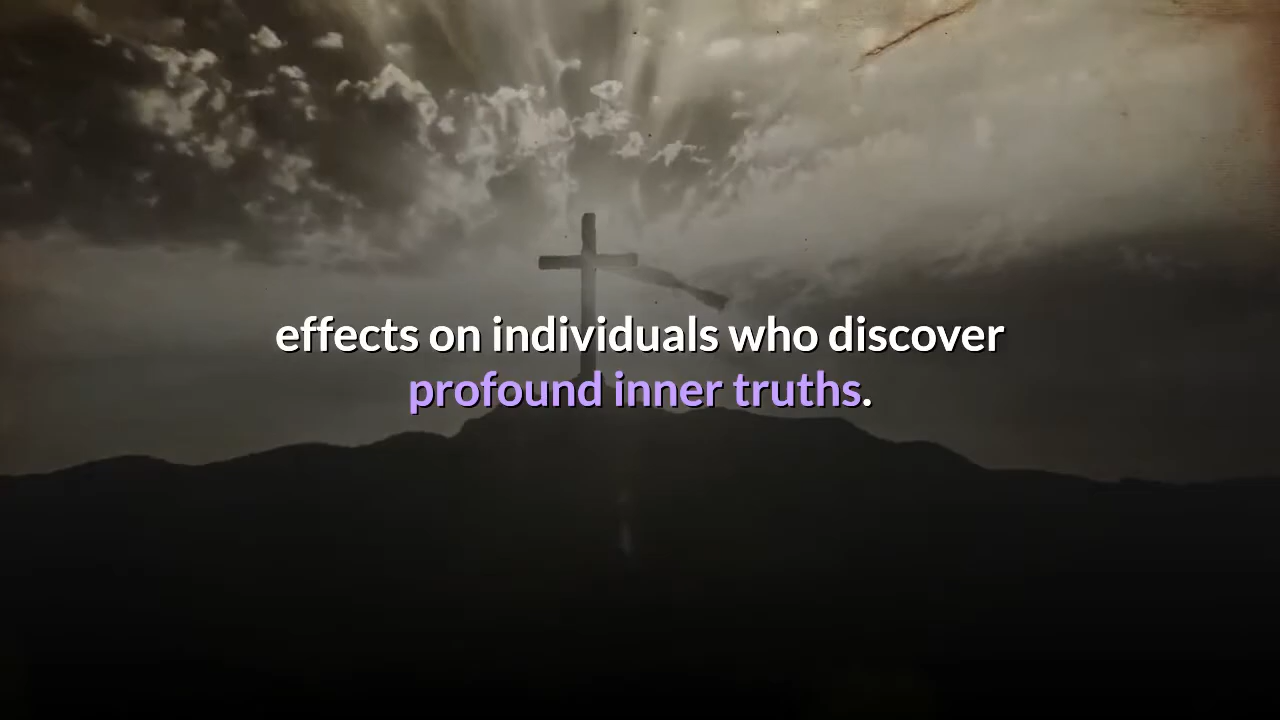 effects on individuals who discover
profound inner truths.